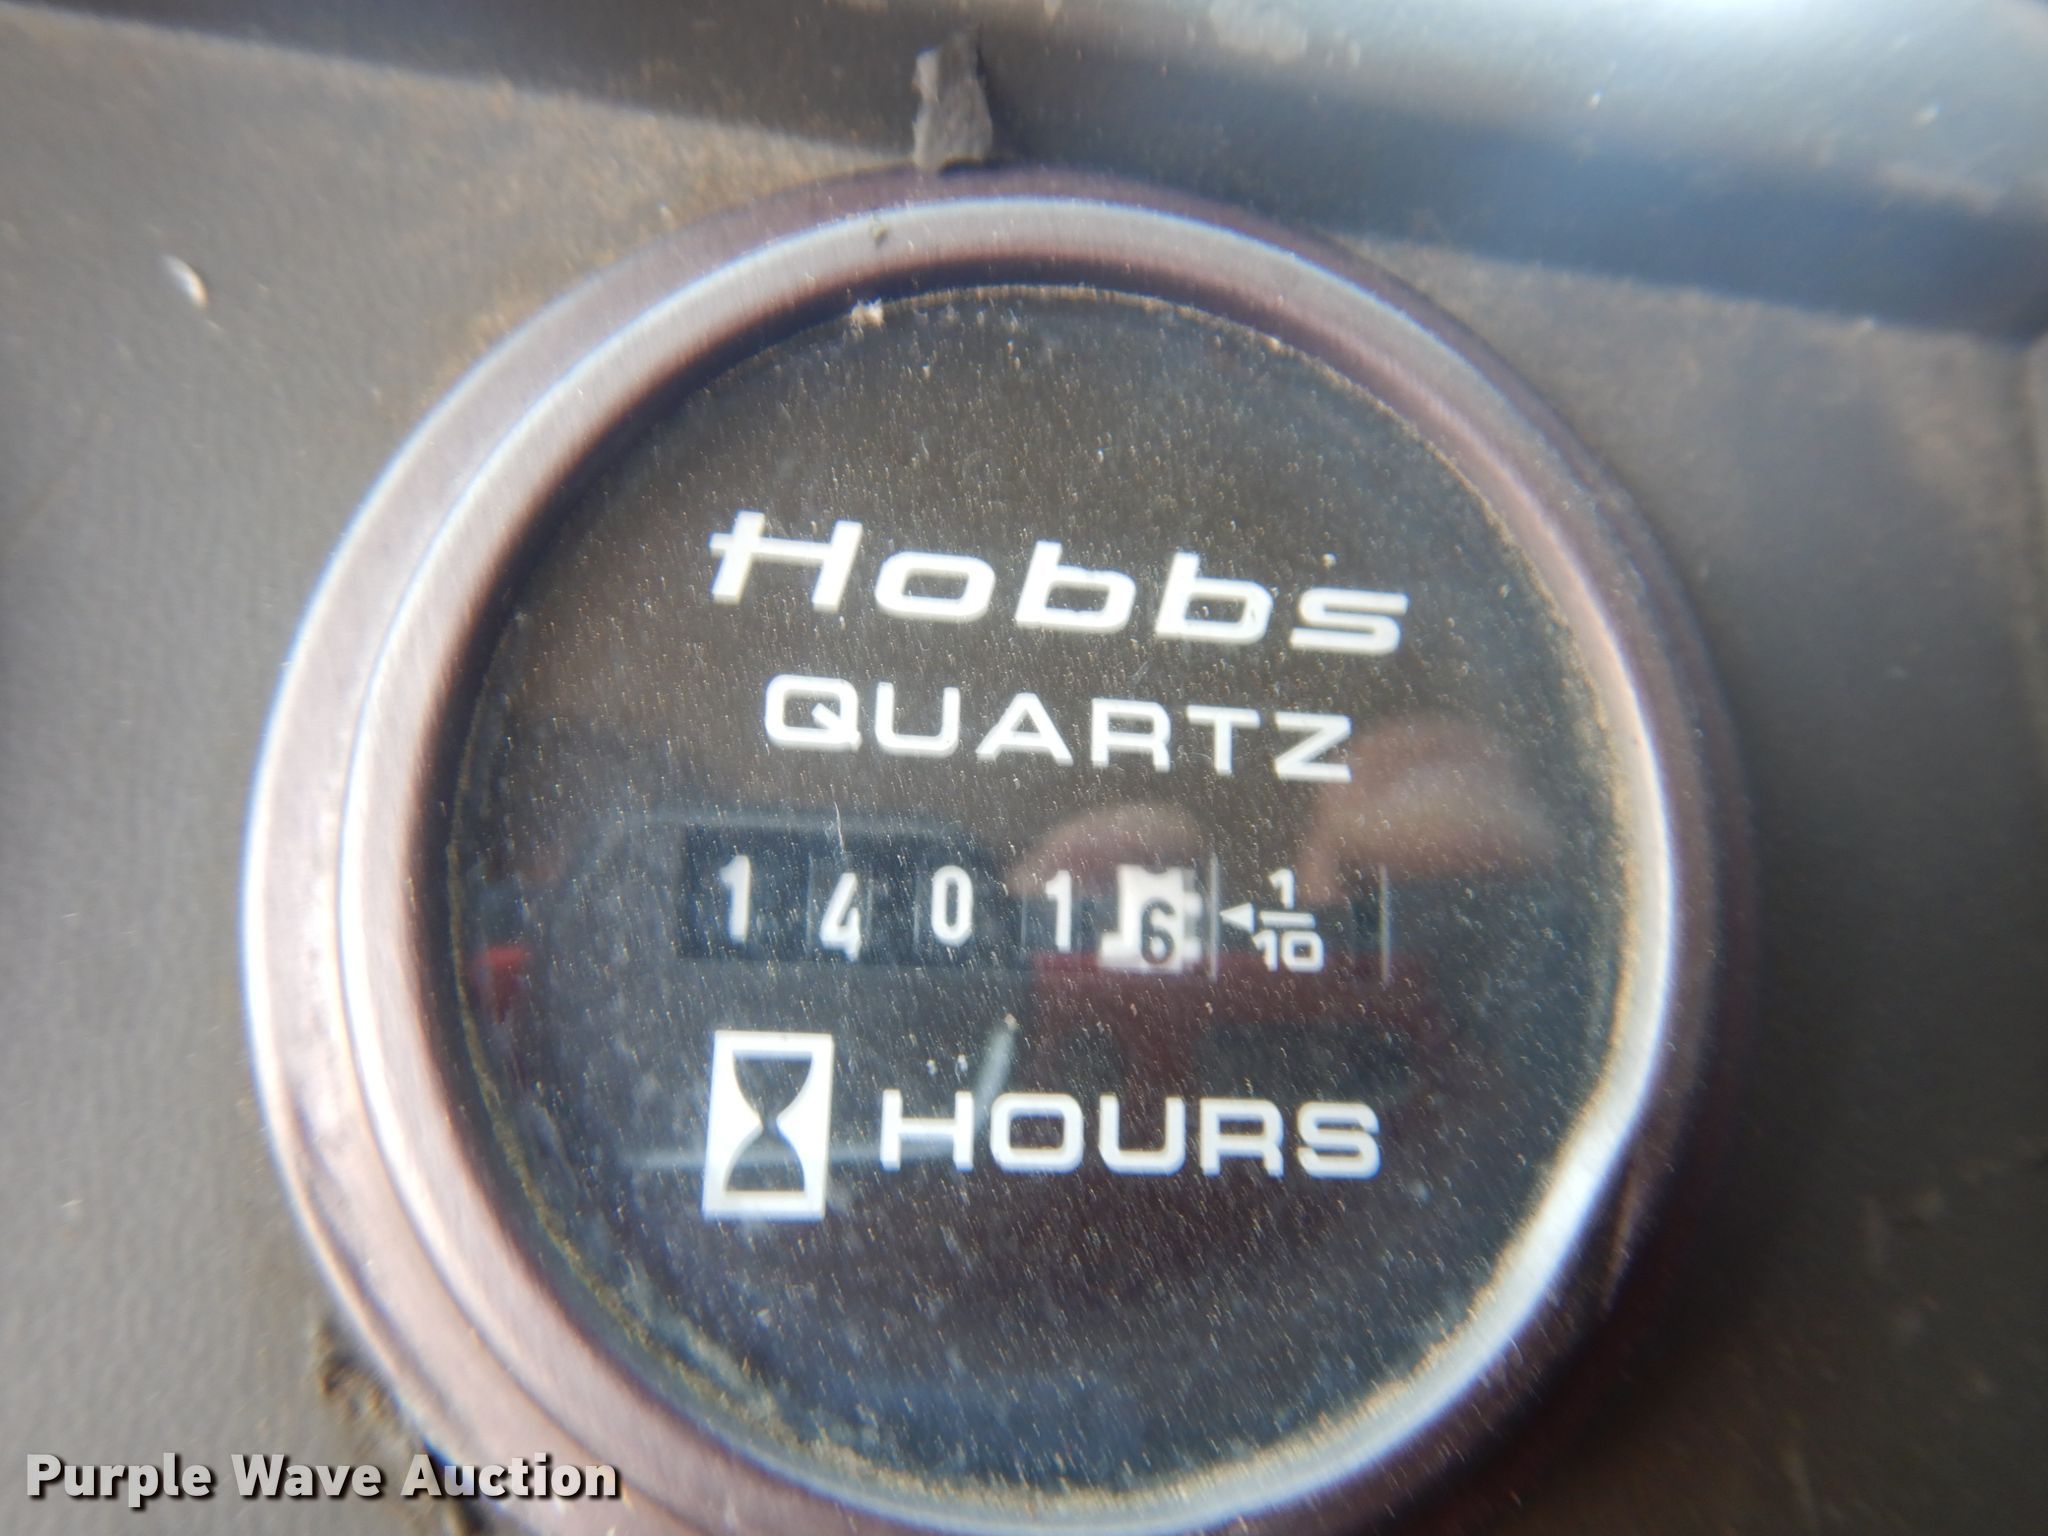 Hobbs
QUARTZ
1 4 0 1 6 ◄ 1/10
HOURS
Purple Wave Auction